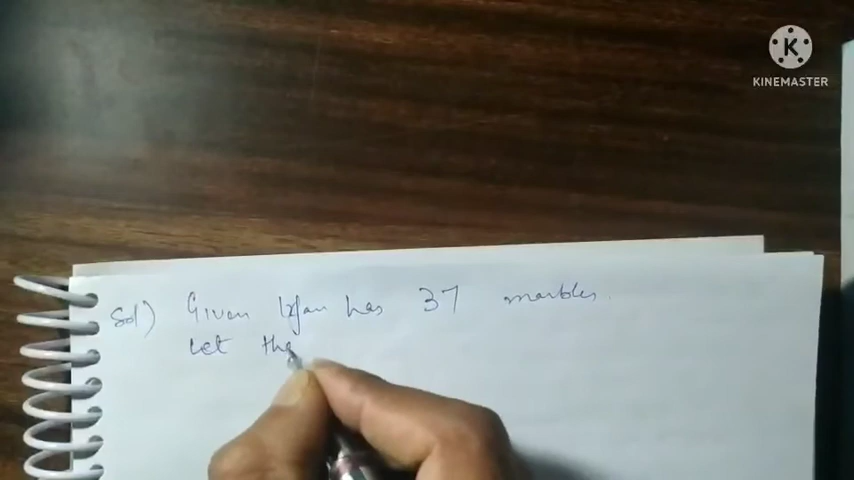 K
KINEMASTER
Sol) Given Irfan has 37 marbles.
Let the